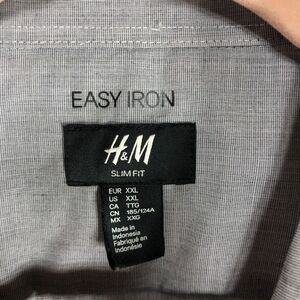 EASY IRON
H&M
SLIM FIT
EUR XXL
US XXL
CA TTG
CN 185/124A
MX XXG
Made in
Indonesia
Fabriqué en
Indonésie